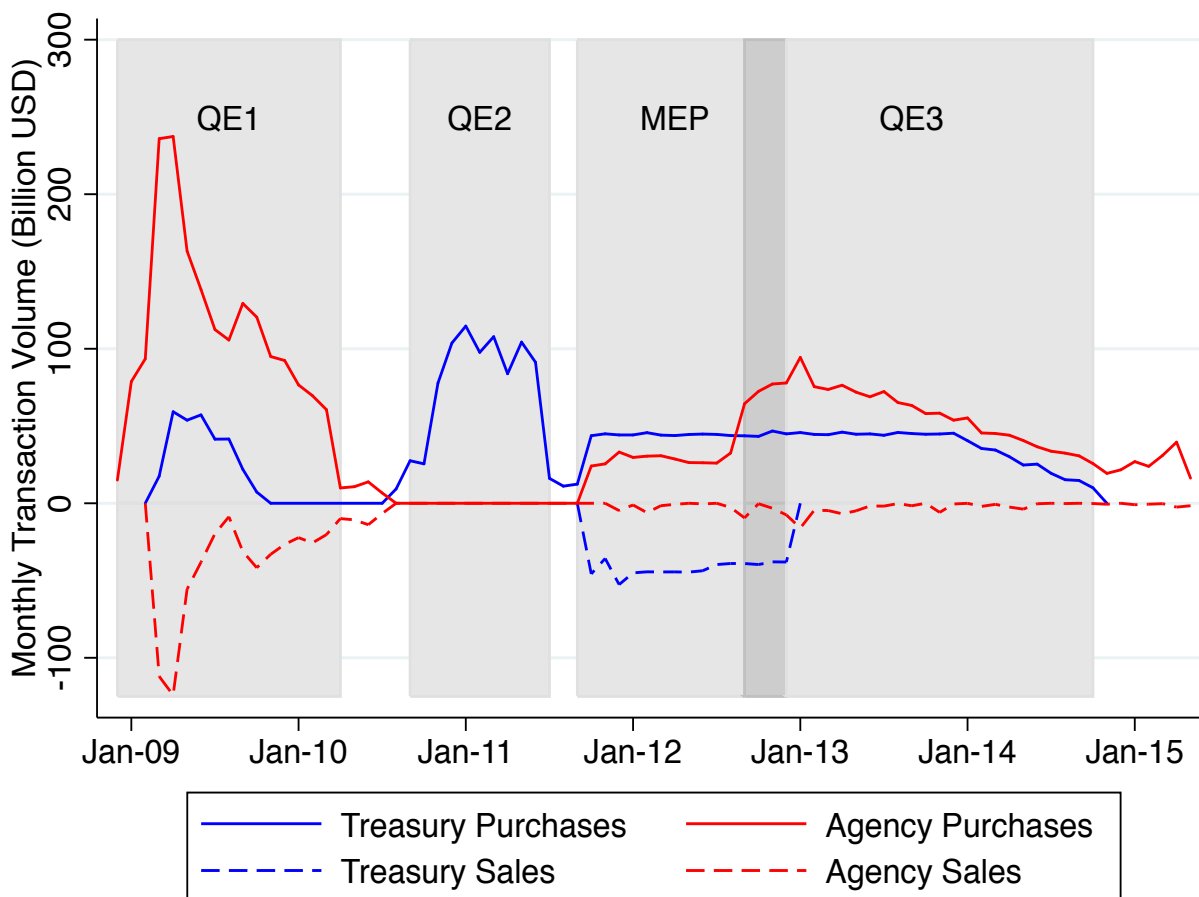 Monthly Transaction Volume (Billion USD)
300
200
100
0
-100
QE1 QE2 MEP QE3
Jan-09 Jan-10 Jan-11 Jan-12 Jan-13 Jan-14 Jan-15
Treasury Purchases Agency Purchases
Treasury Sales Agency Sales